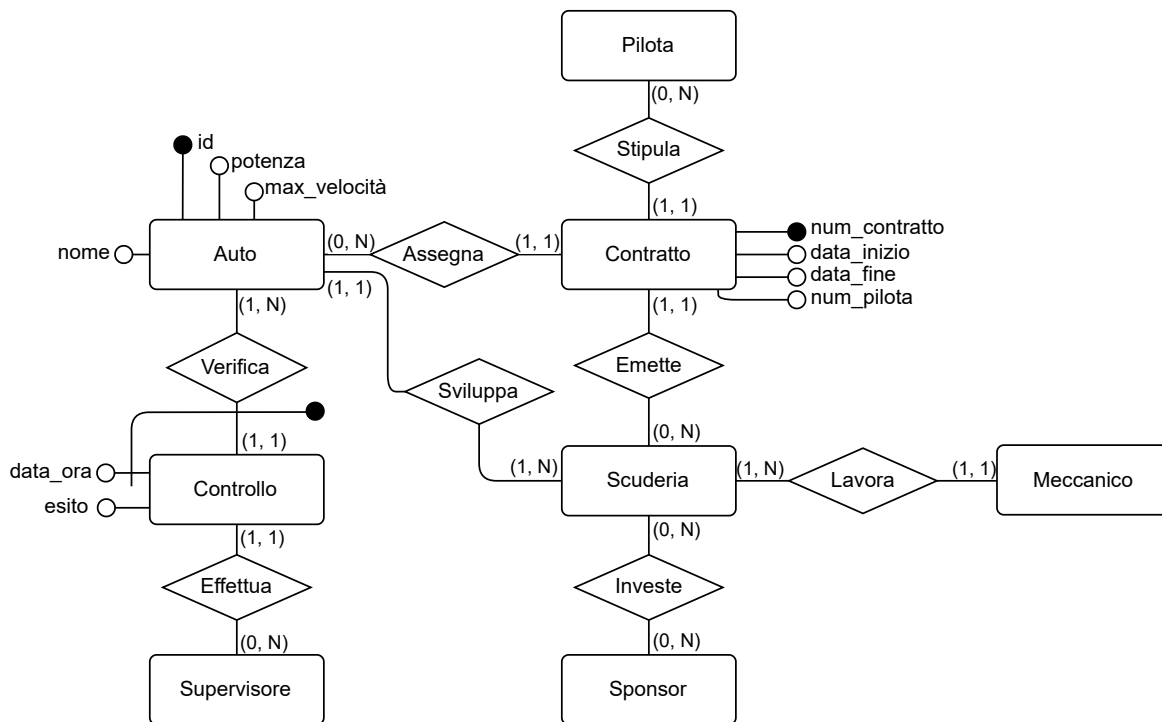 Pilota
(0, N)
Stipula
(1, 1)
id
potenza
max_velocità
nome
Auto
(0, N)
Assegna
(1, 1)
Contratto
num_contratto
data_inizio
data_fine
num_pilota
(1, 1)
(1, N)
(1, 1)
Verifica
Sviluppa
Emette
(1, 1)
(0, N)
data_ora
esito
Controllo
(1, N)
Scuderia
(1, N)
Lavora
(1, 1)
Meccanico
(1, 1)
(0, N)
Effettua
Investe
(0, N)
(0, N)
Supervisore
Sponsor